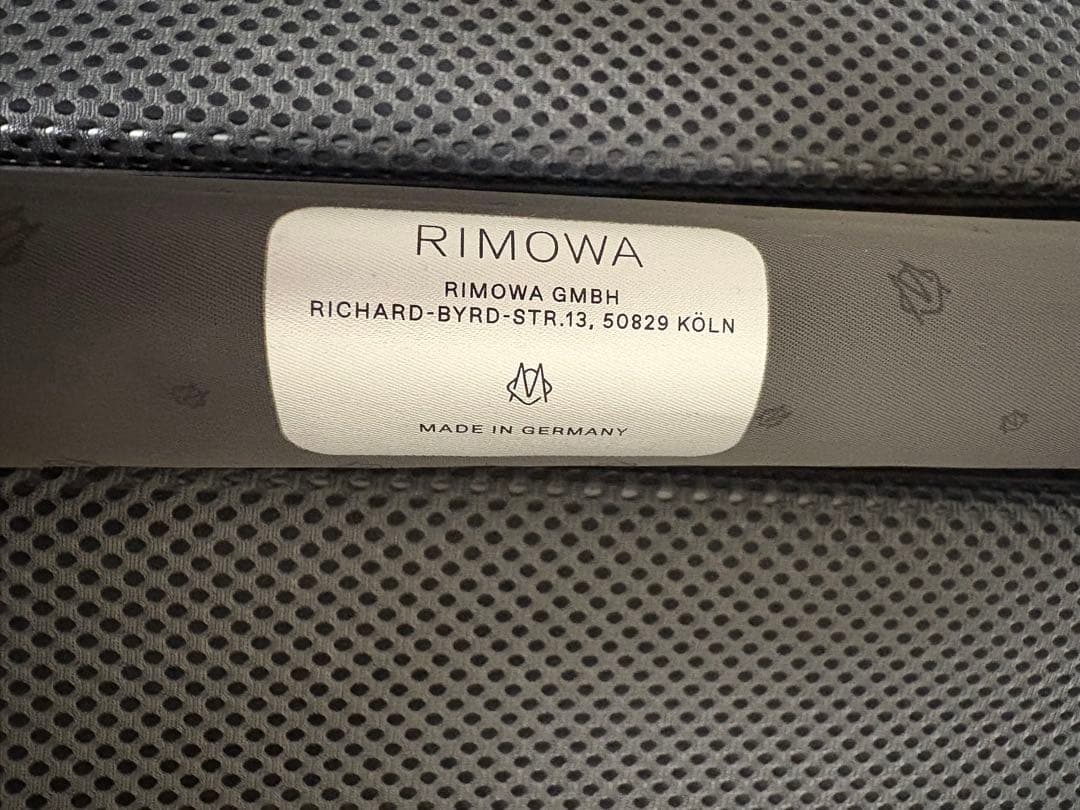 RIMOWA
RIMOWA GMBH
RICHARD-BYRD-STR.13, 50829 KÖLN
MADE IN GERMANY